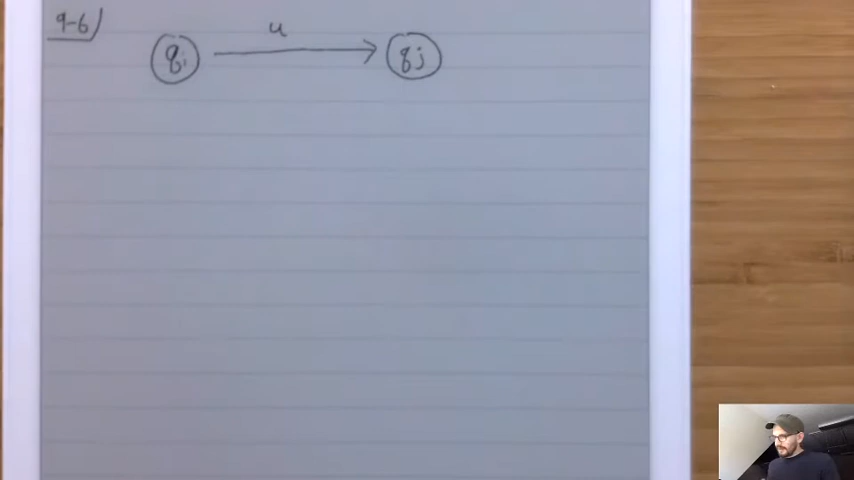 9-6)
u
qi → qj